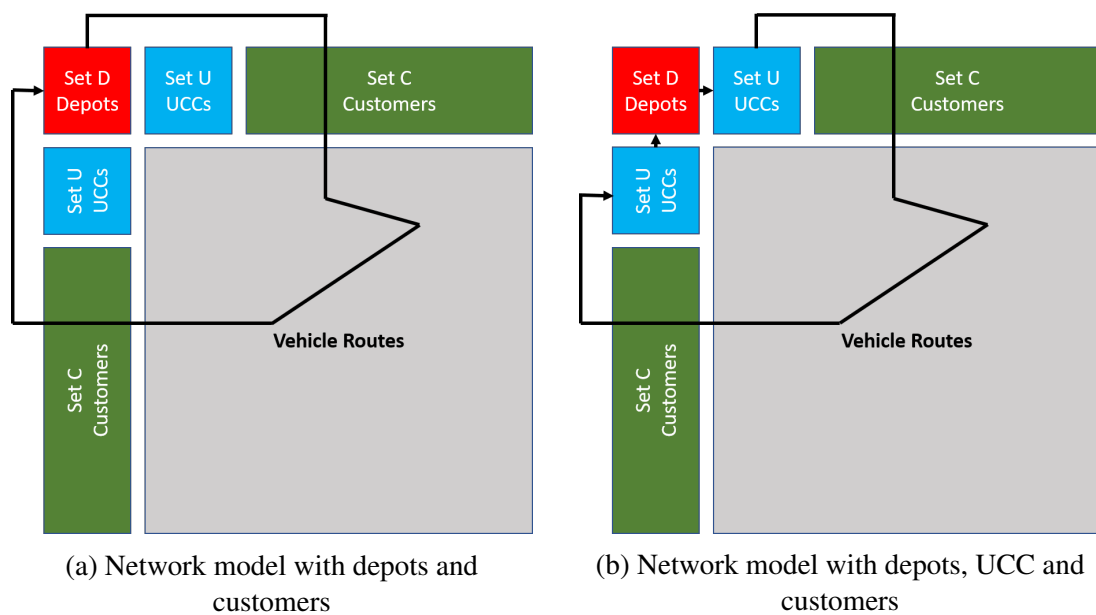 Set D
Depots
Set U
UCCs
Set C
Customers
Set U
UCCs
Set C
Customers
Vehicle Routes
(a) Network model with depots and
customers
Set D
Depots
Set U
UCCs
Set C
Customers
Set U
UCCs
Set C
Customers
Vehicle Routes
(b) Network model with depots, UCC and
customers